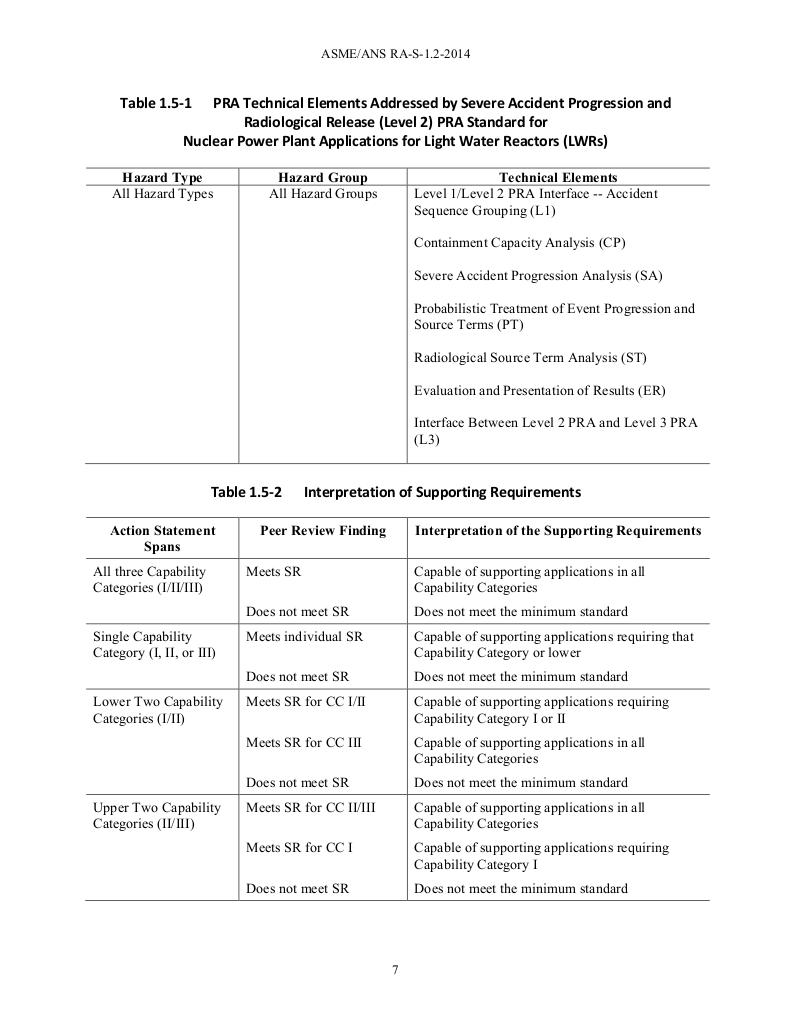 ASME/ANS RA-S-1.2-2014
Table 1.5-1 PRA Technical Elements Addressed by Severe Accident Progression and
Radiological Release (Level 2) PRA Standard for
Nuclear Power Plant Applications for Light Water Reactors (LWRs)
Hazard Type Hazard Group Technical Elements
All Hazard Types All Hazard Groups Level 1/Level 2 PRA Interface -- Accident
Sequence Grouping (L1)
Containment Capacity Analysis (CP)
Severe Accident Progression Analysis (SA)
Probabilistic Treatment of Event Progression and
Source Terms (PT)
Radiological Source Term Analysis (ST)
Evaluation and Presentation of Results (ER)
Interface Between Level 2 PRA and Level 3 PRA
(L3)
Table 1.5-2 Interpretation of Supporting Requirements
Action Statement Peer Review Finding Interpretation of the Supporting Requirements
Spans
All three Capability Meets SR Capable of supporting applications in all
Categories (I/II/III) Capability Categories
Does not meet SR Does not meet the minimum standard
Single Capability Meets individual SR Capable of supporting applications requiring that
Category (I, II, or III) Capability Category or lower
Does not meet SR Does not meet the minimum standard
Lower Two Capability Meets SR for CC I/II Capable of supporting applications requiring
Categories (I/II) Capability Category I or II
Meets SR for CC III Capable of supporting applications in all
Capability Categories
Does not meet SR Does not meet the minimum standard
Upper Two Capability Meets SR for CC II/III Capable of supporting applications in all
Categories (II/III) Capability Categories
Meets SR for CC I Capable of supporting applications requiring
Capability Category I
Does not meet SR Does not meet the minimum standard
7